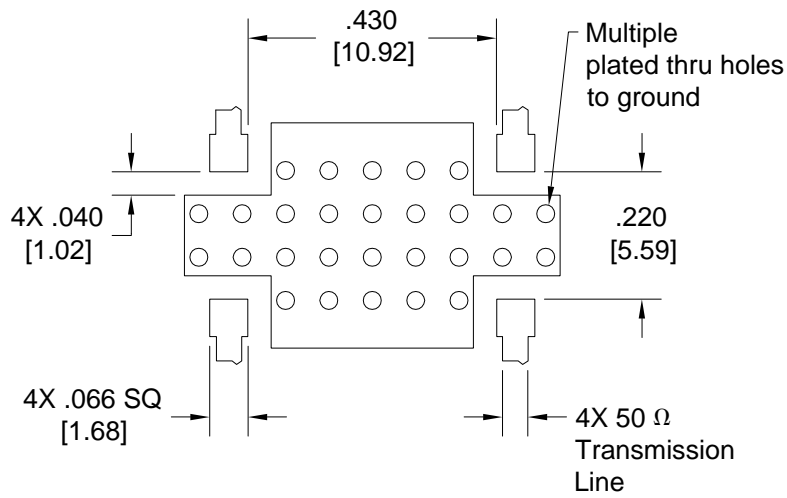 .430
[10.92]
Multiple
plated thru holes
to ground
4X .040
[1.02]
.220
[5.59]
4X .066 SQ
[1.68]
4X 50 Ω
Transmission
Line